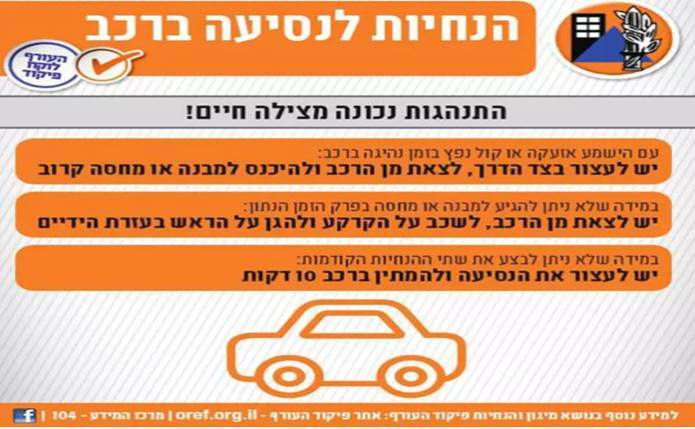 הנחיות לנסיעה ברכב
העורף
לוקח
פיקוד
התנהגות נכונה מצילה חיים!
עם הישמע אזעקה או קול נפץ בזמן נהיגה ברכב:
יש לעצור בצד הדרך, לצאת מן הרכב ולהיכנס למבנה או מחסה קרוב
במידה שלא ניתן להגיע למבנה או מחסה בפרק הזמן הנתון:
יש לצאת מן הרכב, לשכב על הקרקע ולהגן על הראש בעזרת הידיים
במידה שלא ניתן לבצע את שתי ההנחיות הקודמות:
יש לעצור את הנסיעה ולהמתין ברכב 10 דקות
למידע נוסף בנושא מיגון והנחיות פיקוד העורף: אתר פיקוד העורף - oref.org.il | מרכז המידע - 104 | f